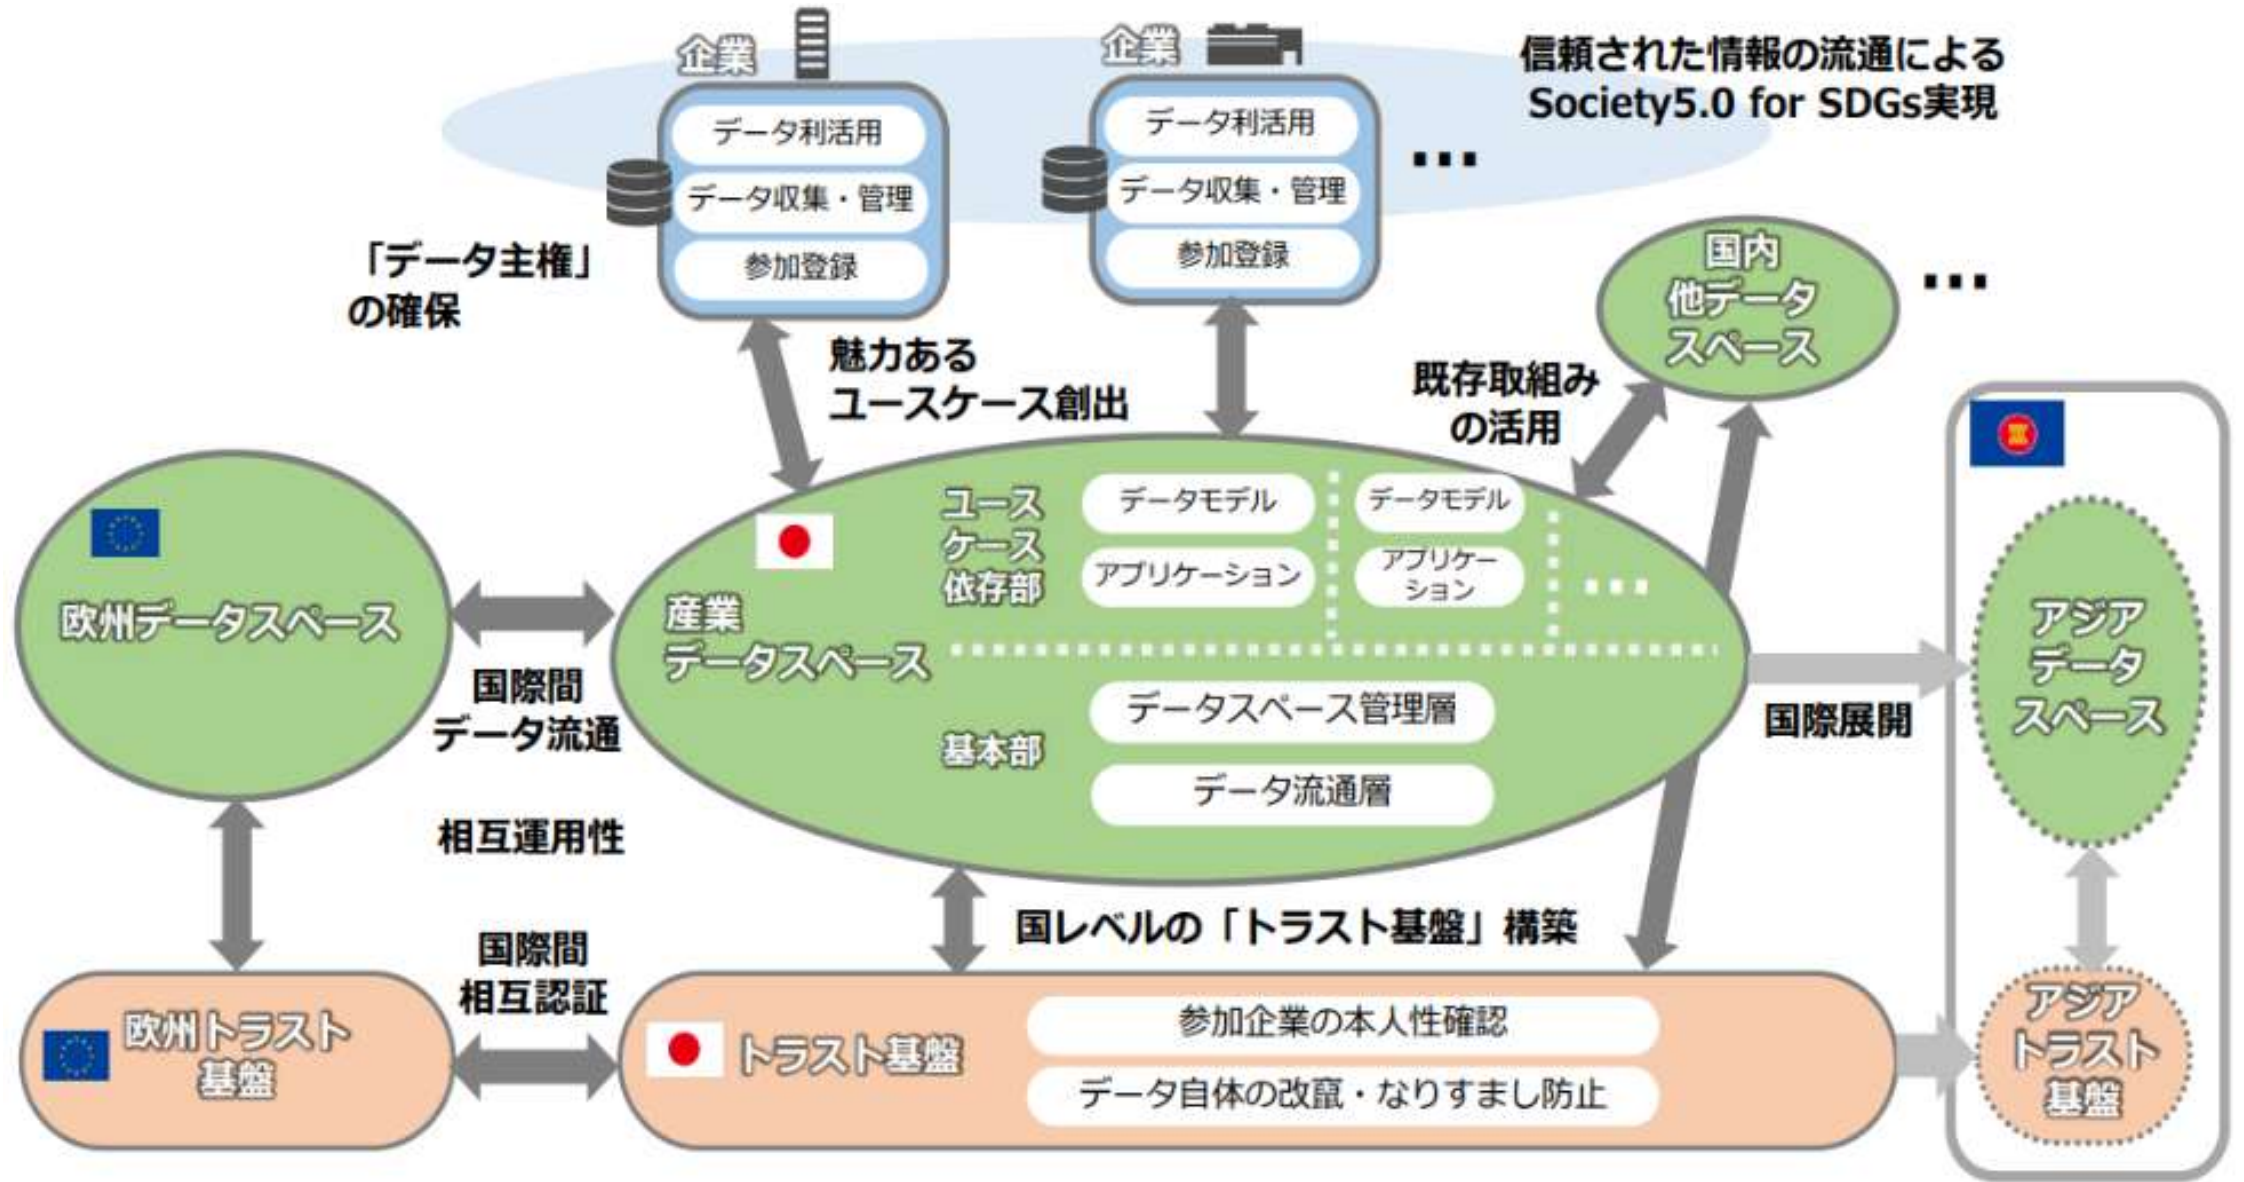 企業
企業
信頼された情報の流通による
Society5.0 for SDGs実現
データ利活用
データ収集・管理
参加登録
データ利活用
データ収集・管理
参加登録
...
「データ主権」
の確保
国内
他データ
スペース
...
魅力ある
ユースケース創出
既存取組み
の活用
欧州データスペース
産業
データスペース
ユース
ケース
依存部
データモデル
アプリケーション
データモデル
アプリケー
ション
...
基本部
データスペース管理層
データ流通層
国際間
データ流通
国際展開
アジア
データ
スペース
相互運用性
国レベルの「トラスト基盤」構築
国際間
相互認証
欧州トラスト
基盤
トラスト基盤
参加企業の本人性確認
データ自体の改竄・なりすまし防止
アジア
トラスト
基盤